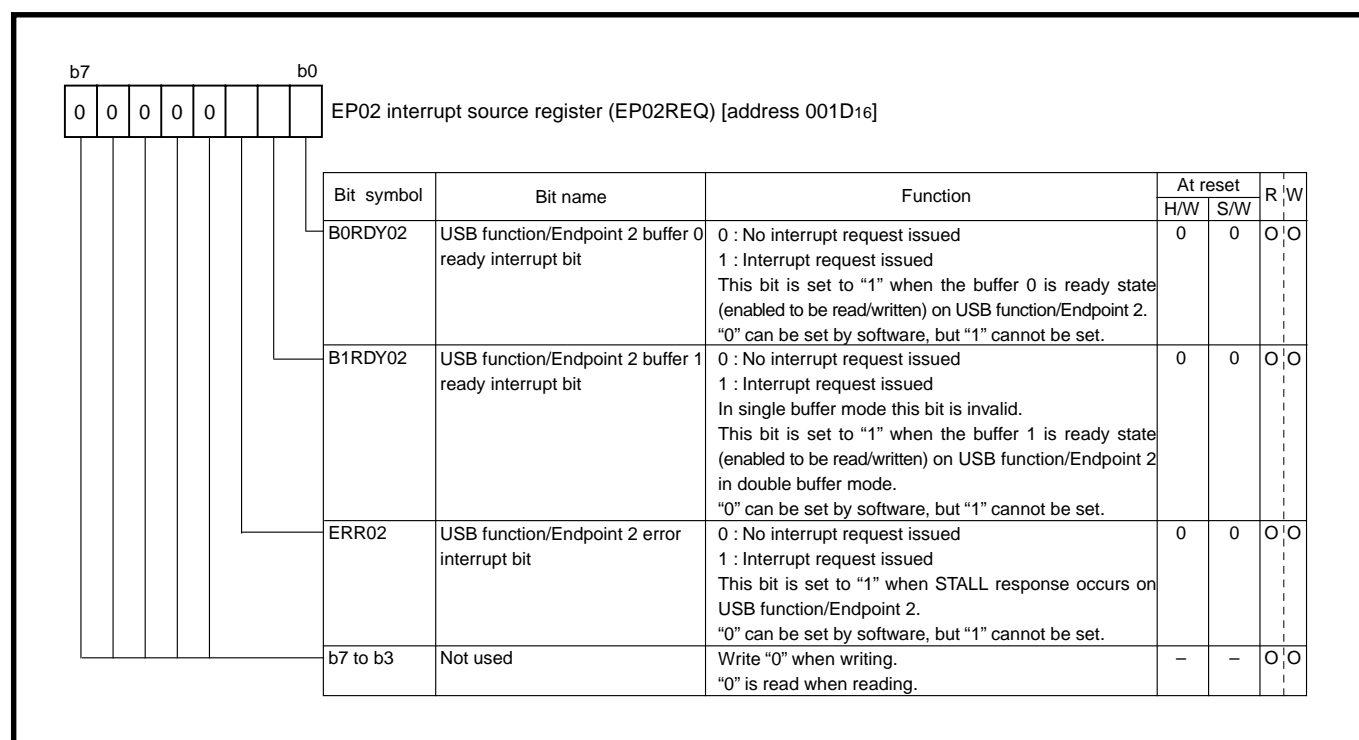 b7 b0
0 0 0 0 0
EP02 interrupt source register (EP02REQ) [address 001D16]
Bit symbol Bit name Function At reset R W
H/W S/W
B0RDY02 USB function/Endpoint 2 buffer 0 0 : No interrupt request issued 0 0 O O
ready interrupt bit 1 : Interrupt request issued
This bit is set to “1” when the buffer 0 is ready state
(enabled to be read/written) on USB function/Endpoint 2.
“0” can be set by software, but “1” cannot be set.
B1RDY02 USB function/Endpoint 2 buffer 1 0 : No interrupt request issued 0 0 O O
ready interrupt bit 1 : Interrupt request issued
In single buffer mode this bit is invalid.
This bit is set to “1” when the buffer 1 is ready state
(enabled to be read/written) on USB function/Endpoint 2
in double buffer mode.
“0” can be set by software, but “1” cannot be set.
ERR02 USB function/Endpoint 2 error 0 : No interrupt request issued 0 0 O O
interrupt bit 1 : Interrupt request issued
This bit is set to “1” when STALL response occurs on
USB function/Endpoint 2.
“0” can be set by software, but “1” cannot be set.
b7 to b3 Not used Write “0” when writing. – – O O
“0” is read when reading.